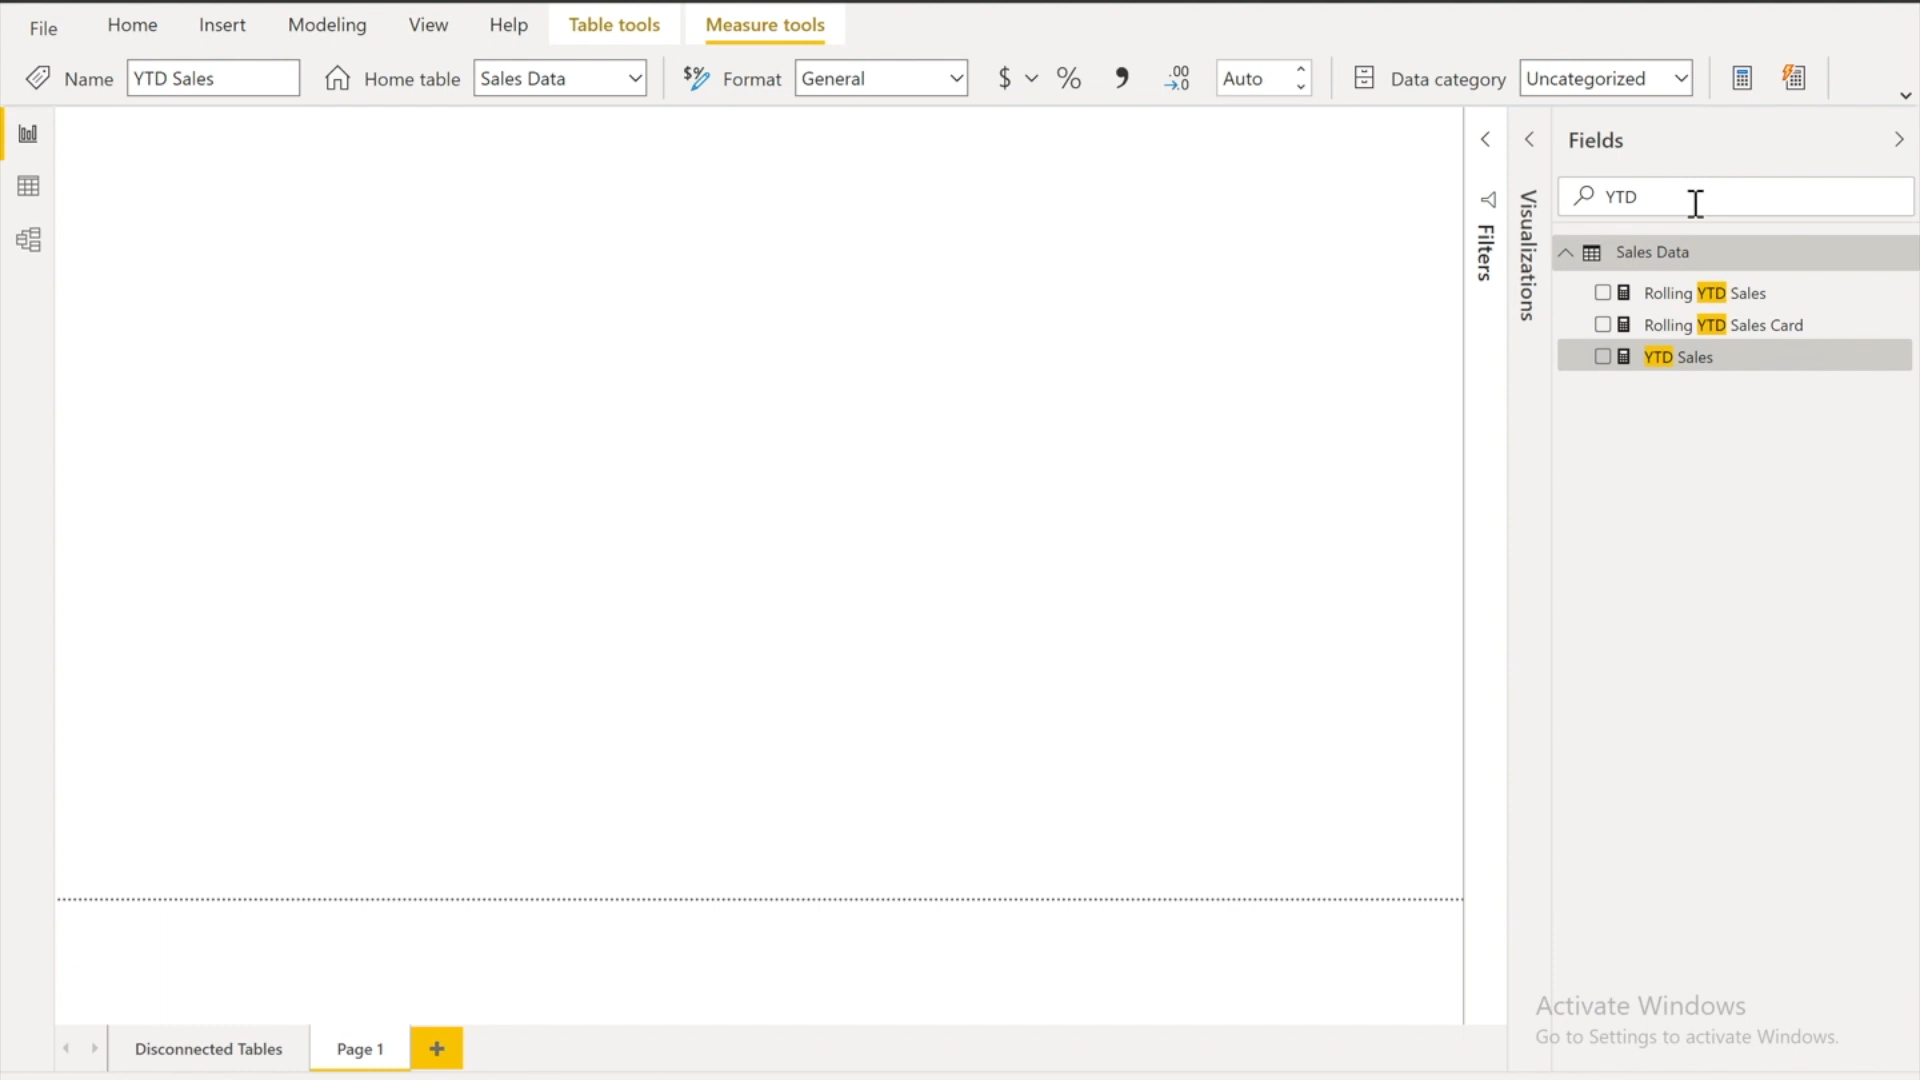 File Home Insert Modeling View Help Table tools Measure tools
Name YTD Sales Home table Sales Data $% Format General $ % , .00 →.0 Auto Data category Uncategorized
Fields
YTD
Filters
Visualizations
Sales Data
Rolling YTD Sales
Rolling YTD Sales Card
YTD Sales
Activate Windows
Go to Settings to activate Windows.
Disconnected Tables Page 1 +